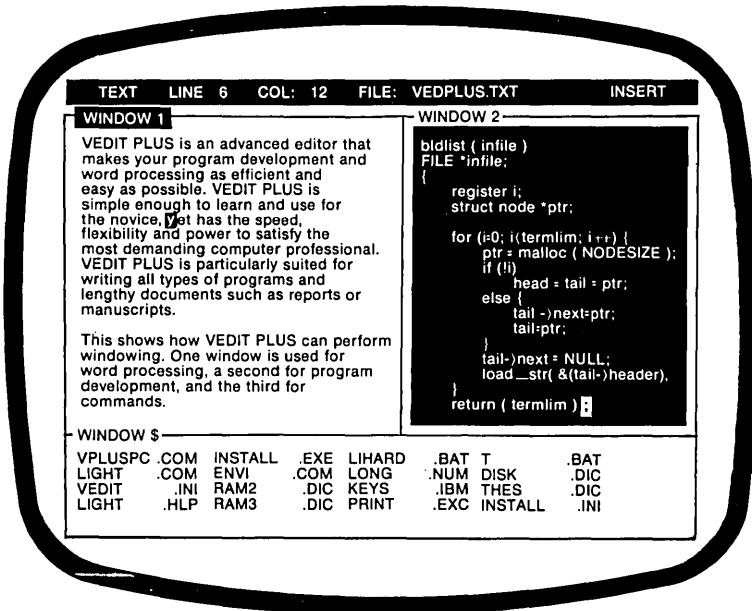 TEXT LINE 6 COL: 12 FILE: VEDPLUS.TXT INSERT
WINDOW 1
VEDIT PLUS is an advanced editor that
makes your program development and
word processing as efficient and
easy as possible. VEDIT PLUS is
simple enough to learn and use for
the novice, yet has the speed,
flexibility and power to satisfy the
most demanding computer professional.
VEDIT PLUS is particularly suited for
writing all types of programs and
lengthy documents such as reports or
manuscripts.
This shows how VEDIT PLUS can perform
windowing. One window is used for
word processing, a second for program
development, and the third for
commands.
WINDOW 2
bldlist ( infile )
FILE *infile;
{
register i;
struct node *ptr;
for (i=0; i(termlim; i++) {
ptr = malloc ( NODESIZE );
if (!i)
head = tail = ptr;
else {
tail -)next=ptr;
tail=ptr;
}
tail-)next = NULL;
load_str( &(tail-)header),
}
return ( termlim ) ;
WINDOW $
VPLUSPC .COM INSTALL .EXE LIHARD .BAT T .BAT
LIGHT .COM ENVI .COM LONG .NUM DISK .DIC
VEDIT .INI RAM2 .DIC KEYS .IBM THES .DIC
LIGHT .HLP RAM3 .DIC PRINT .EXC INSTALL .INI